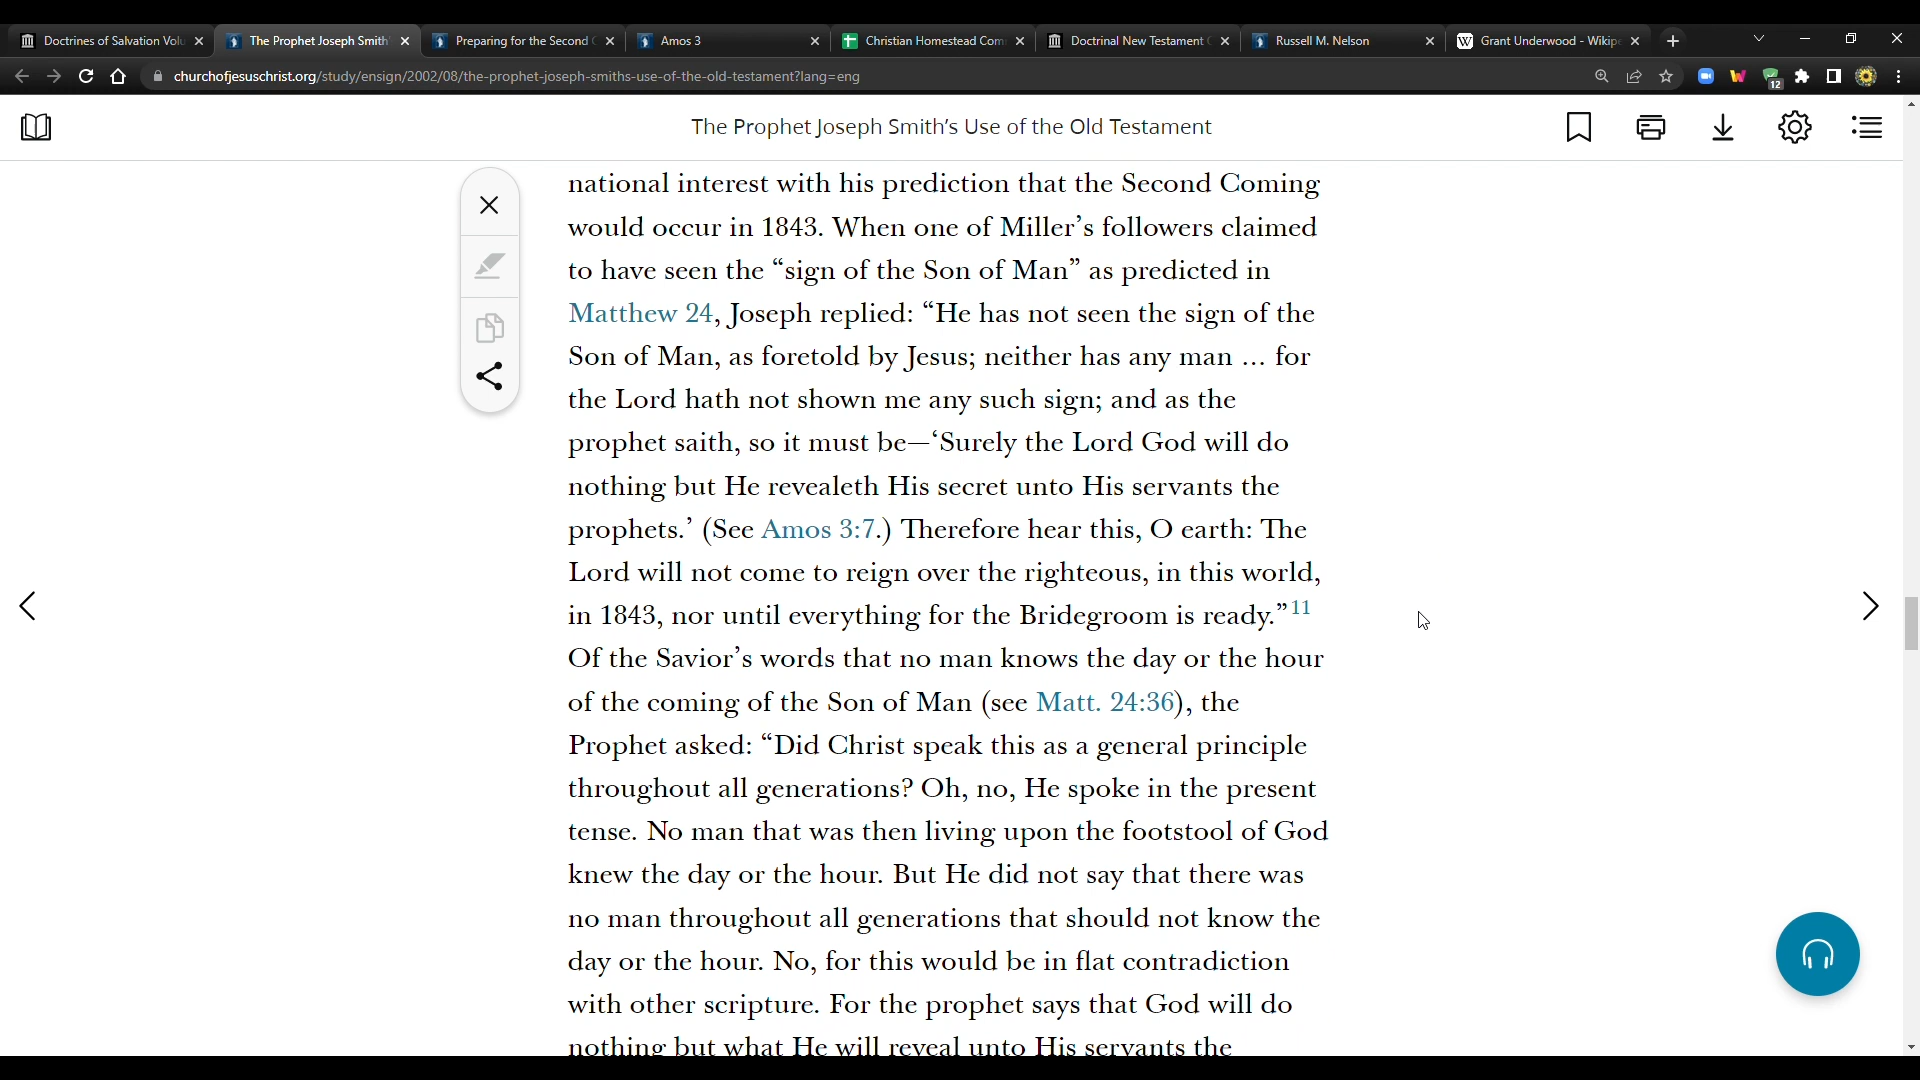 Doctrines of Salvation Volu
The Prophet Joseph Smith'
Preparing for the Second C
Amos 3
Christian Homestead Com
Doctrinal New Testament C
Russell M. Nelson
Grant Underwood - Wikipe
churchofjesuschrist.org/study/ensign/2002/08/the-prophet-joseph-smiths-use-of-the-old-testament?lang=eng
12
The Prophet Joseph Smith’s Use of the Old Testament
national interest with his prediction that the Second Coming
would occur in 1843. When one of Miller’s followers claimed
to have seen the “sign of the Son of Man” as predicted in
Matthew 24, Joseph replied: “He has not seen the sign of the
Son of Man, as foretold by Jesus; neither has any man … for
the Lord hath not shown me any such sign; and as the
prophet saith, so it must be—‘Surely the Lord God will do
nothing but He revealeth His secret unto His servants the
prophets.’ (See Amos 3:7.) Therefore hear this, O earth: The
Lord will not come to reign over the righteous, in this world,
in 1843, nor until everything for the Bridegroom is ready.”11
Of the Savior’s words that no man knows the day or the hour
of the coming of the Son of Man (see Matt. 24:36), the
Prophet asked: “Did Christ speak this as a general principle
throughout all generations? Oh, no, He spoke in the present
tense. No man that was then living upon the footstool of God
knew the day or the hour. But He did not say that there was
no man throughout all generations that should not know the
day or the hour. No, for this would be in flat contradiction
with other scripture. For the prophet says that God will do
nothing but what He will reveal unto His servants the